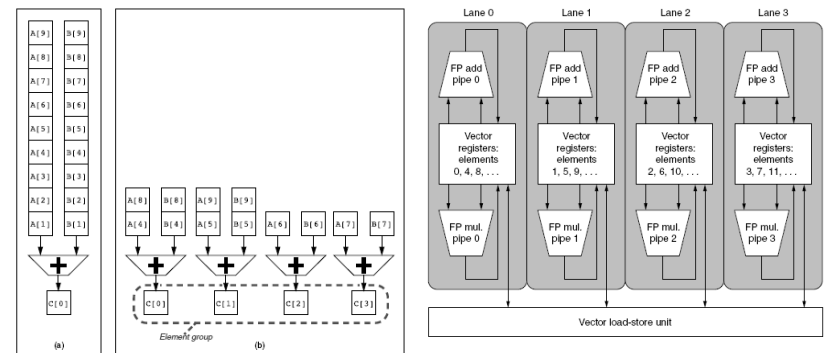 A[9] B[9]
A[8] B[8]
A[7] B[7]
A[6] B[6]
A[5] B[5]
A[4] B[4]
A[3] B[3]
A[2] B[2]
A[1] B[1]
+
C[0]
(a)
A[8] B[8] A[9] B[9]
A[4] B[4] A[5] B[5] A[6] B[6] A[7] B[7]
+ + + +
C[0] C[1] C[2] C[3]
Element group
(b)
Lane 0 Lane 1 Lane 2 Lane 3
FP add FP add FP add FP add
pipe 0 pipe 1 pipe 2 pipe 3
Vector Vector Vector Vector
registers: registers: registers: registers:
elements elements elements elements
0, 4, 8, . . . 1, 5, 9, . . . 2, 6, 10, . . . 3, 7, 11, . . .
FP mul. FP mul. FP mul. FP mul.
pipe 0 pipe 1 pipe 2 pipe 3
Vector load-store unit